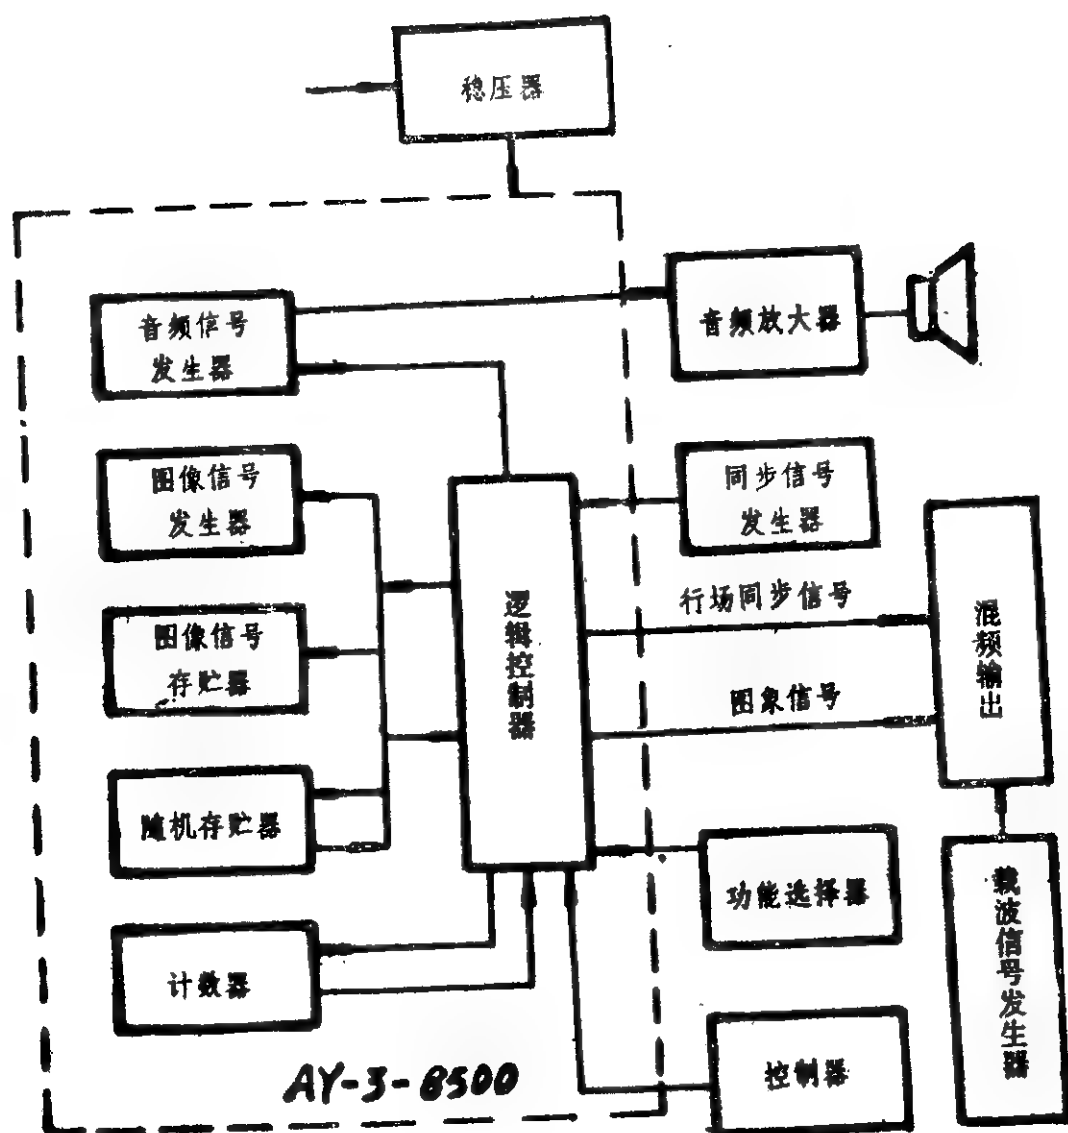 稳压器
音频信号
发生器
音频放大器
图像信号
发生器
同步信号
发生器
逻辑控制器
行场同步信号
混频输出
图像信号
存贮器
图象信号
随机存贮器
功能选择器
载波信号发生器
计数器
控制器
AY-3-8500